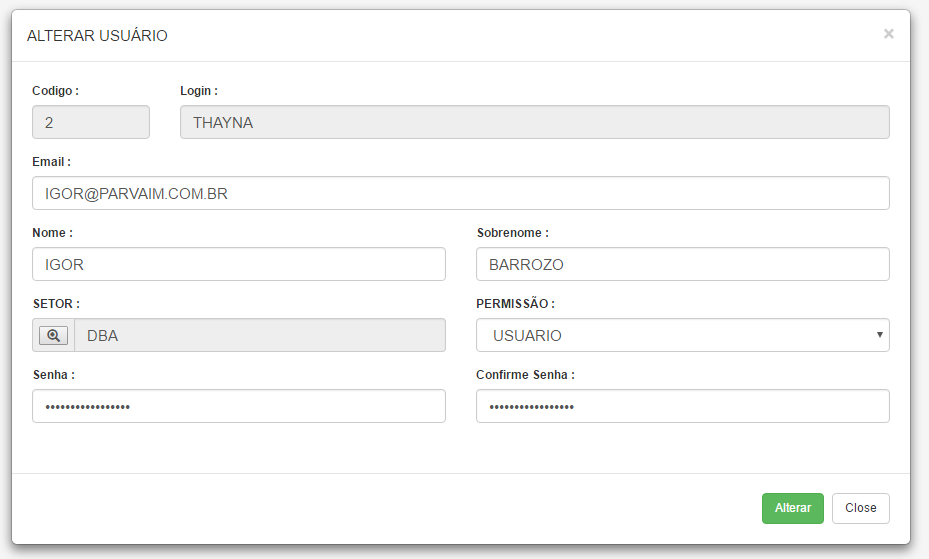 ALTERAR USUÁRIO ×
Codigo : Login :
2 THAYNA
Email :
IGOR@PARVAIM.COM.BR
Nome : Sobrenome :
IGOR BARROZO
SETOR : PERMISSÃO :
DBA USUARIO
Senha : Confirme Senha :
••••••••••••••••• •••••••••••••••••
Alterar Close